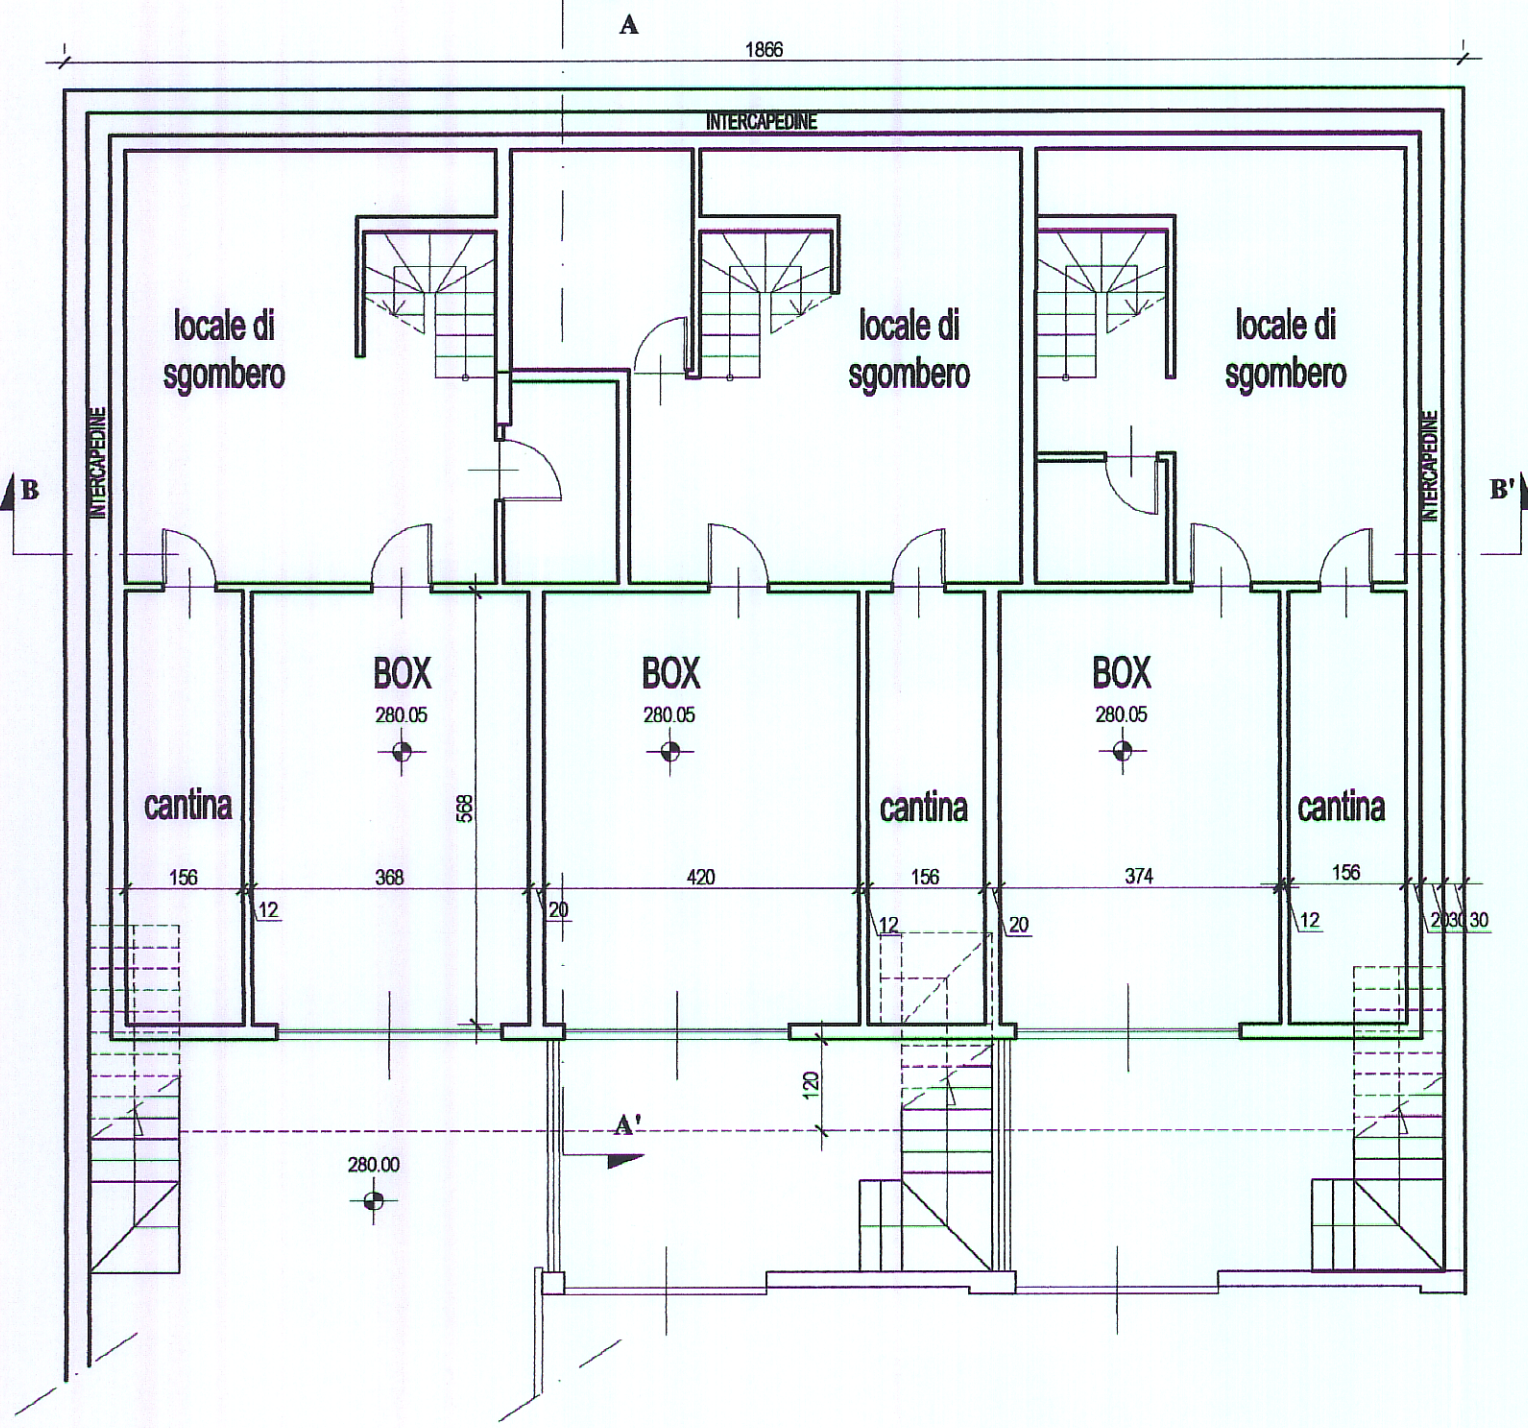 A
1866
INTERCAPEDINE
locale di
sgombero
locale di
sgombero
locale di
sgombero
INTERCAPEDINE
INTERCAPEDINE
B
B'
BOX
280.05
BOX
280.05
BOX
280.05
cantina
568
cantina
cantina
156
368
420
156
374
156
12
20
12
20
12
20
30
30
120
A'
280.00